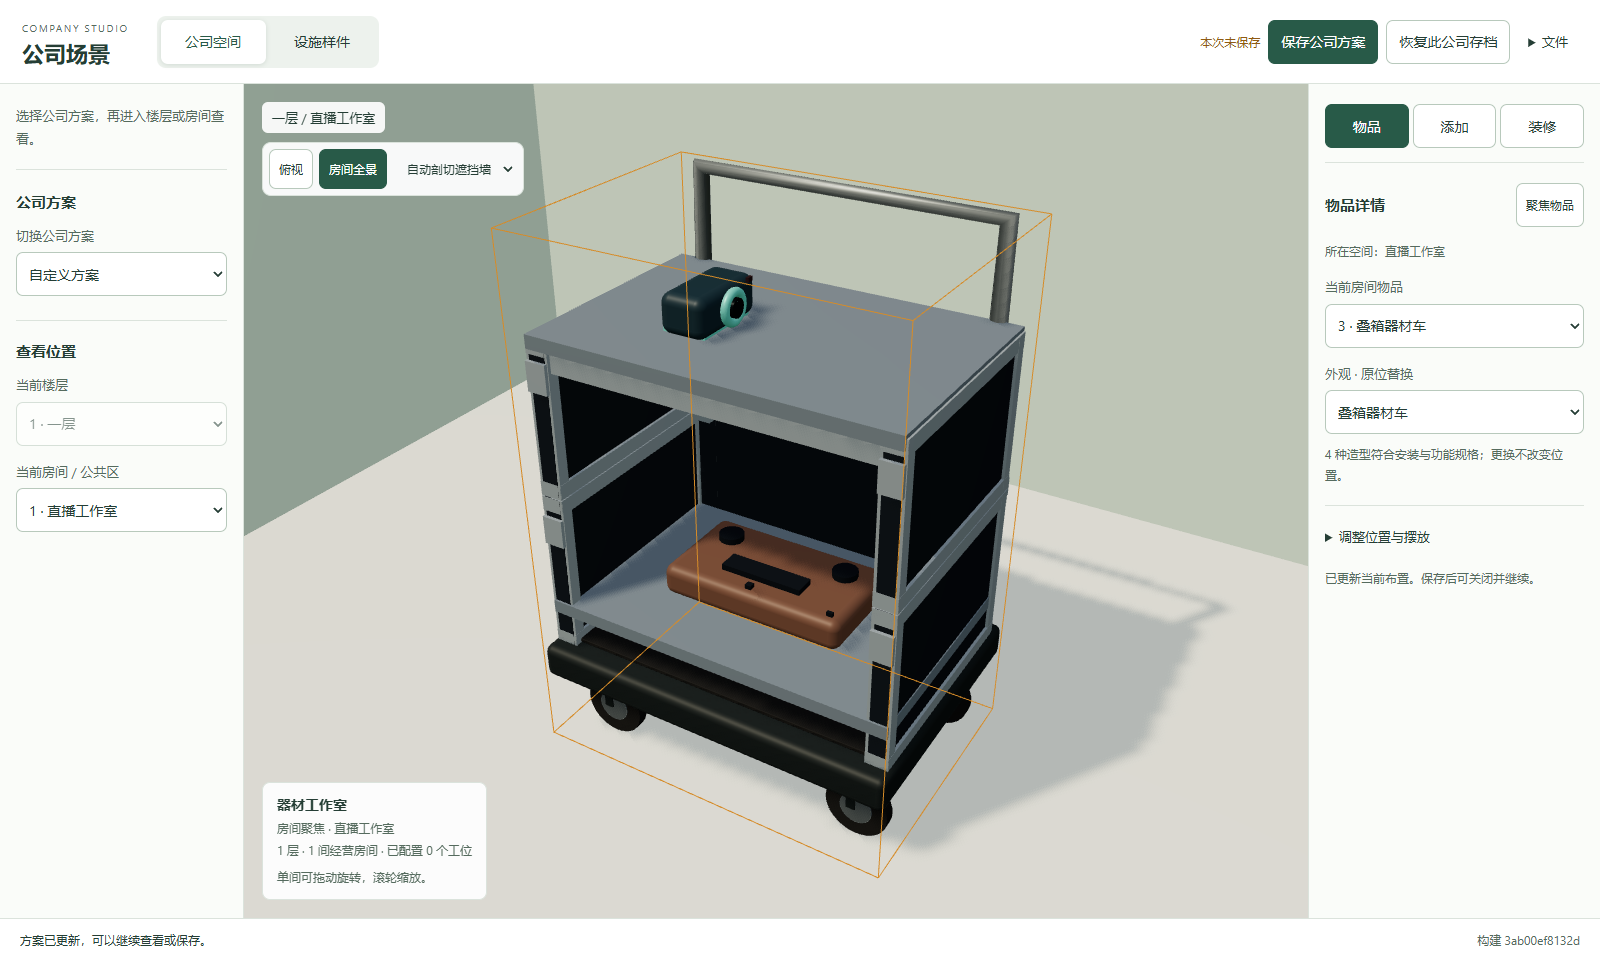 COMPANY STUDIO
公司场景
公司空间
设施样件
本次未保存
保存公司方案
恢复此公司存档
▶ 文件
选择公司方案，再进入楼层或房间查
看。
公司方案
切换公司方案
自定义方案
查看位置
当前楼层
1 · 一层
当前房间 / 公共区
1 · 直播工作室
一层 / 直播工作室
俯视
房间全景
自动剖切遮挡墙
器材工作室
房间聚焦 · 直播工作室
1 层 · 1 间经营房间 · 已配置 0 个工位
单间可拖动旋转，滚轮缩放。
物品
添加
装修
物品详情
聚焦物品
所在空间：直播工作室
当前房间物品
3 · 叠箱器材车
外观 · 原位替换
叠箱器材车
4 种造型符合安装与功能规格；更换不改变位
置。
▶ 调整位置与摆放
已更新当前布置。保存后可关闭并继续。
方案已更新，可以继续查看或保存。
构建 3ab00ef8132d